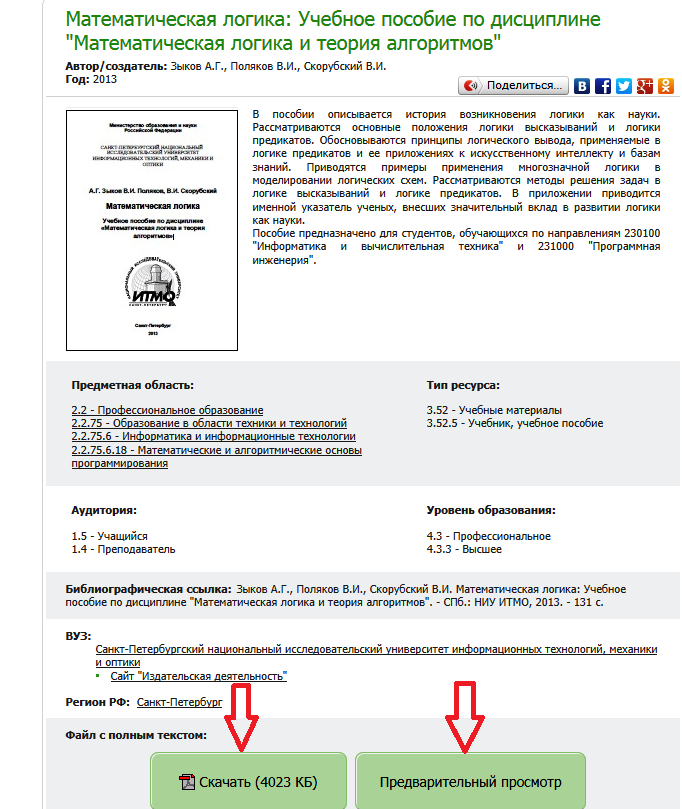 Математическая логика: Учебное пособие по дисциплине
"Математическая логика и теория алгоритмов"
Автор/создатель: Зыков А.Г., Поляков В.И., Скорубский В.И.
Год: 2013
Поделиться...
Министерство образования и науки
Российской Федерации
САНКТ-ПЕТЕРБУРГСКИЙ НАЦИОНАЛЬНЫЙ
ИССЛЕДОВАТЕЛЬСКИЙ УНИВЕРСИТЕТ
ИНФОРМАЦИОННЫХ ТЕХНОЛОГИЙ, МЕХАНИКИ И
ОПТИКИ
А.Г. Зыков В.И. Поляков, В.И. Скорубский
Математическая логика
Учебное пособие по дисциплине
«Математическая логика и теория
алгоритмов»
ИТМО
Санкт-Петербург
2013
В пособии описывается история возникновения логики как науки.
Рассматриваются основные положения логики высказываний и логики
предикатов. Обосновываются принципы логического вывода, применяемые в
логике предикатов и ее приложениях к искусственному интеллекту и базам
знаний. Приводятся примеры применения многозначной логики в
моделировании логических схем. Рассматриваются методы решения задач в
логике высказываний и логике предикатов. В приложении приводится
именной указатель ученых, внесших значительный вклад в развитии логики
как науки.
Пособие предназначено для студентов, обучающихся по направлениям 230100
"Информатика и вычислительная техника" и 231000 "Программная
инженерия".
Предметная область:
2.2 - Профессиональное образование
2.2.75 - Образование в области техники и технологий
2.2.75.6 - Информатика и информационные технологии
2.2.75.6.18 - Математические и алгоритмические основы
программирования
Тип ресурса:
3.52 - Учебные материалы
3.52.5 - Учебник, учебное пособие
Аудитория:
1.5 - Учащийся
1.4 - Преподаватель
Уровень образования:
4.3 - Профессиональное
4.3.3 - Высшее
Библиографическая ссылка: Зыков А.Г., Поляков В.И., Скорубский В.И. Математическая логика: Учебное
пособие по дисциплине "Математическая логика и теория алгоритмов". - СПб.: НИУ ИТМО, 2013. - 131 с.
ВУЗ:
Санкт-Петербургский национальный исследовательский университет информационных технологий, механики
и оптики
Сайт "Издательская деятельность"
Регион РФ: Санкт-Петербург
Файл с полным текстом:
Скачать (4023 КБ)
Предварительный просмотр